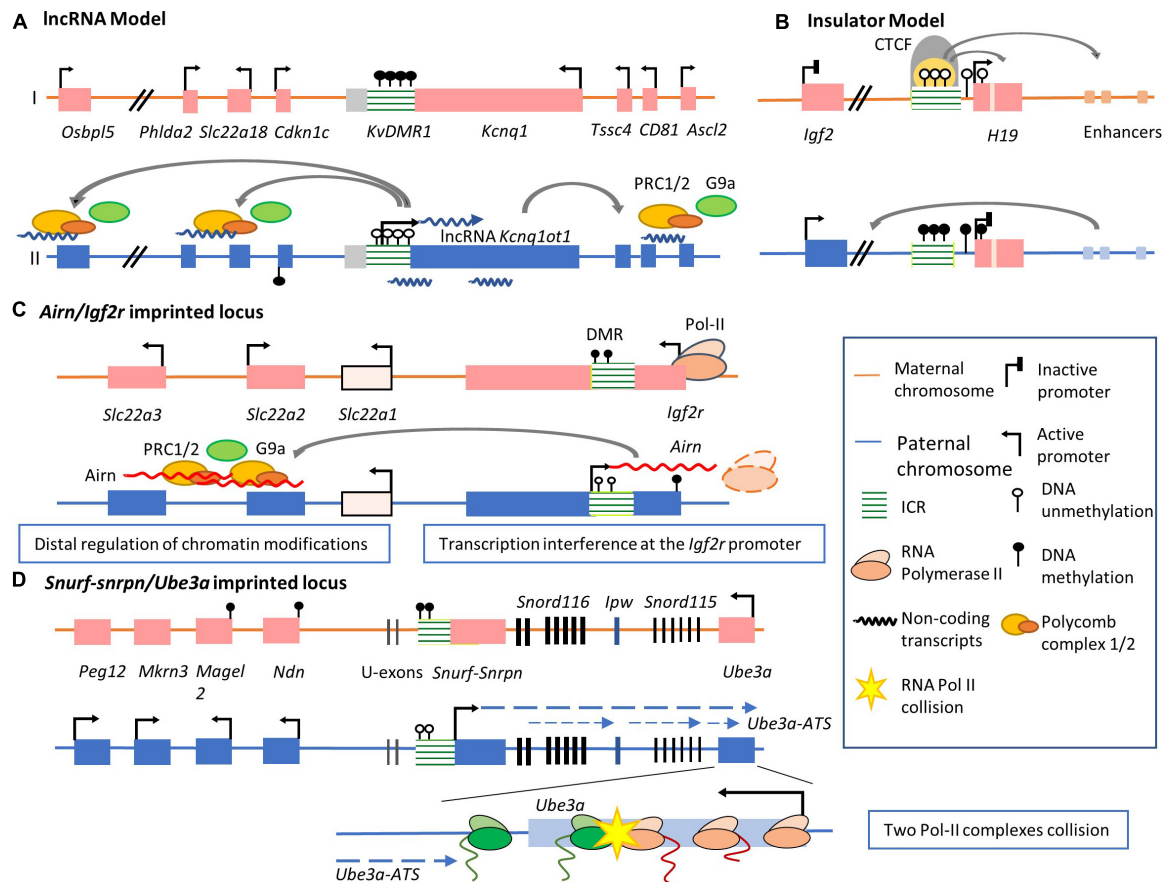 A lncRNA Model
I
Osbpl5 Phlda2 Slc22a18 Cdkn1c KvDMR1 Kcnq1 Tssc4 CD81 Ascl2
PRC1/2 G9a
lncRNA Kcnq1ot1
II
B Insulator Model
CTCF
Igf2 H19 Enhancers
C Airn/Igf2r imprinted locus
DMR Pol-II
Slc22a3 Slc22a2 Slc22a1 Igf2r
PRC1/2 G9a
Airn
Airn
Distal regulation of chromatin modifications
Transcription interference at the Igf2r promoter
D Snurf-snrpn/Ube3a imprinted locus
Snord116 Ipw Snord115
Peg12 Mkrn3 Magel
2
Ndn U-exons Snurf-Snrpn Ube3a
Ube3a-ATS
Ube3a
Ube3a-ATS
Two Pol-II complexes collision
Maternal
chromosome
Inactive
promoter
Paternal
chromosome
Active
promoter
ICR
DNA
unmethylation
RNA
Polymerase II
DNA
methylation
Non-coding
transcripts
Polycomb
complex 1/2
RNA Pol II
collision